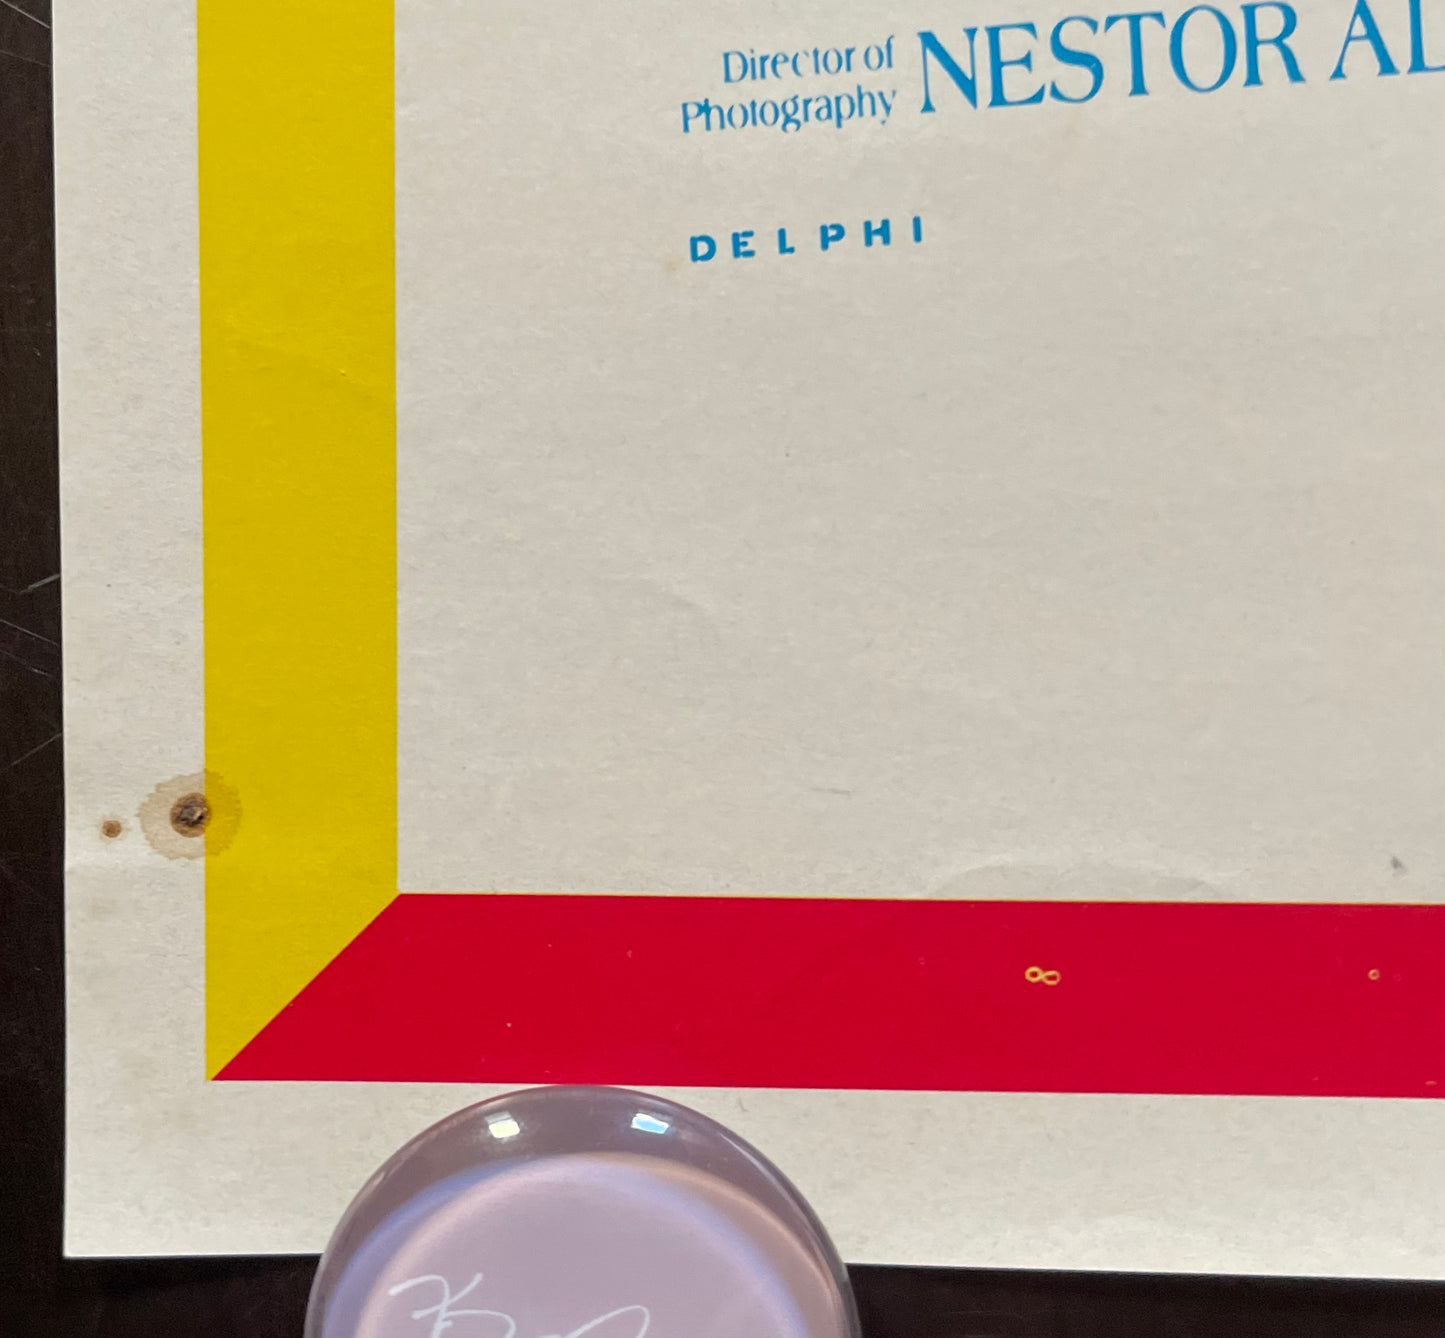 Director of
Photography NESTOR AL
DELPHI